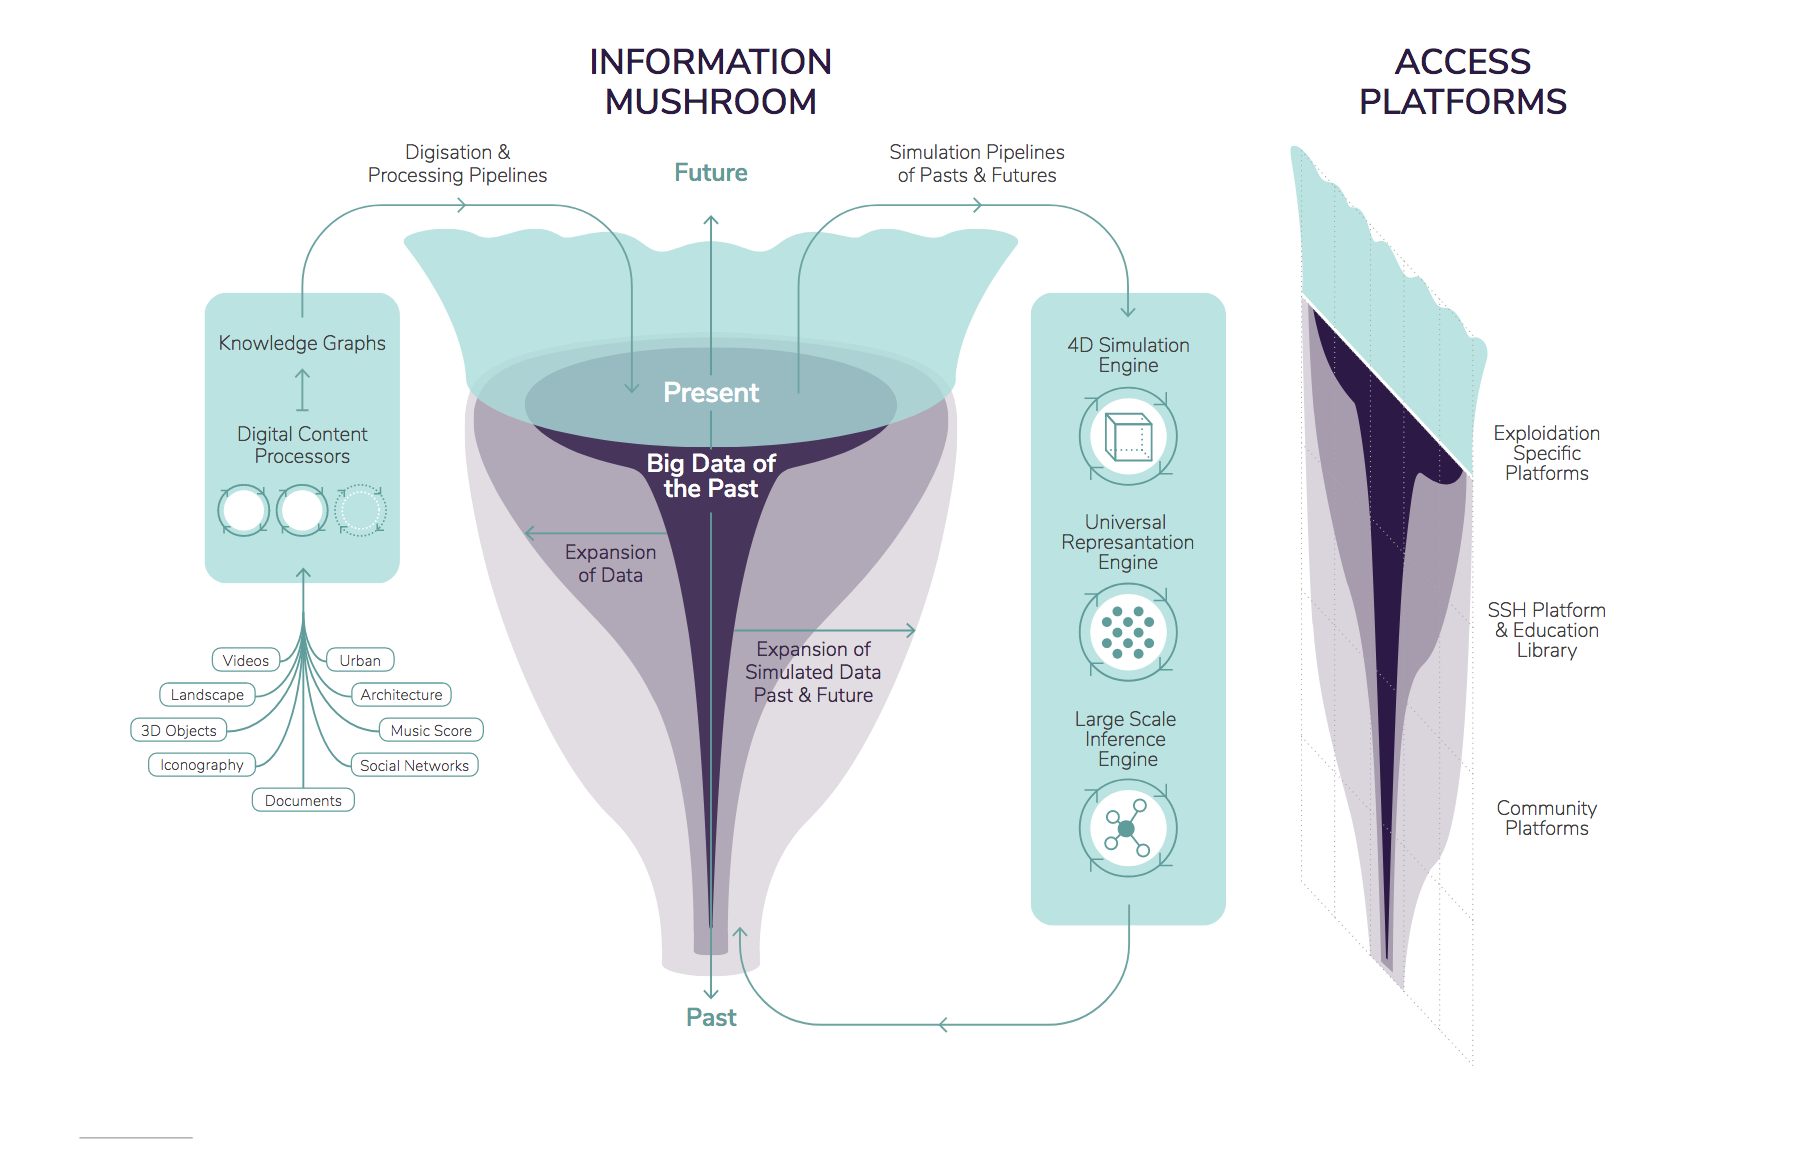 INFORMATION
MUSHROOM
ACCESS
PLATFORMS
Digisation &
Processing Pipelines
Future
Simulation Pipelines
of Pasts & Futures
Knowledge Graphs
Digital Content
Processors
Videos
Urban
Landscape
Architecture
3D Objects
Music Score
Iconography
Social Networks
Documents
Present
Big Data of
the Past
Expansion
of Data
Expansion of
Simulated Data
Past & Future
Past
4D Simulation
Engine
Universal
Represantation
Engine
Large Scale
Inference
Engine
Exploidation
Specific
Platforms
SSH Platform
& Education
Library
Community
Platforms